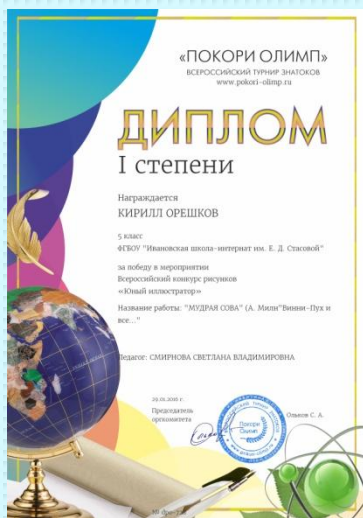 «ПОКОРИ ОЛИМП»
ВСЕРОССИЙСКИЙ ТУРНИР ЗНАТОКОВ
www.pokori-olimp.ru
ДИПЛОМ
I степени
Награждается
КИРИЛЛ ОРЕШКОВ
5 класс
ФГБОУ "Ивановская школа-интернат им. Е. Д. Стасовой"
за победу в мероприятии
Всероссийский конкурс рисунков
«Юный иллюстратор»
Название работы: "МУДРАЯ СОВА" (А. Милн"Винни-Пух и
все..."
Педагог: СМИРНОВА СВЕТЛАНА ВЛАДИМИРОВНА
Председатель
оргкомитета
Ольков С. А.
Покори
Олимп